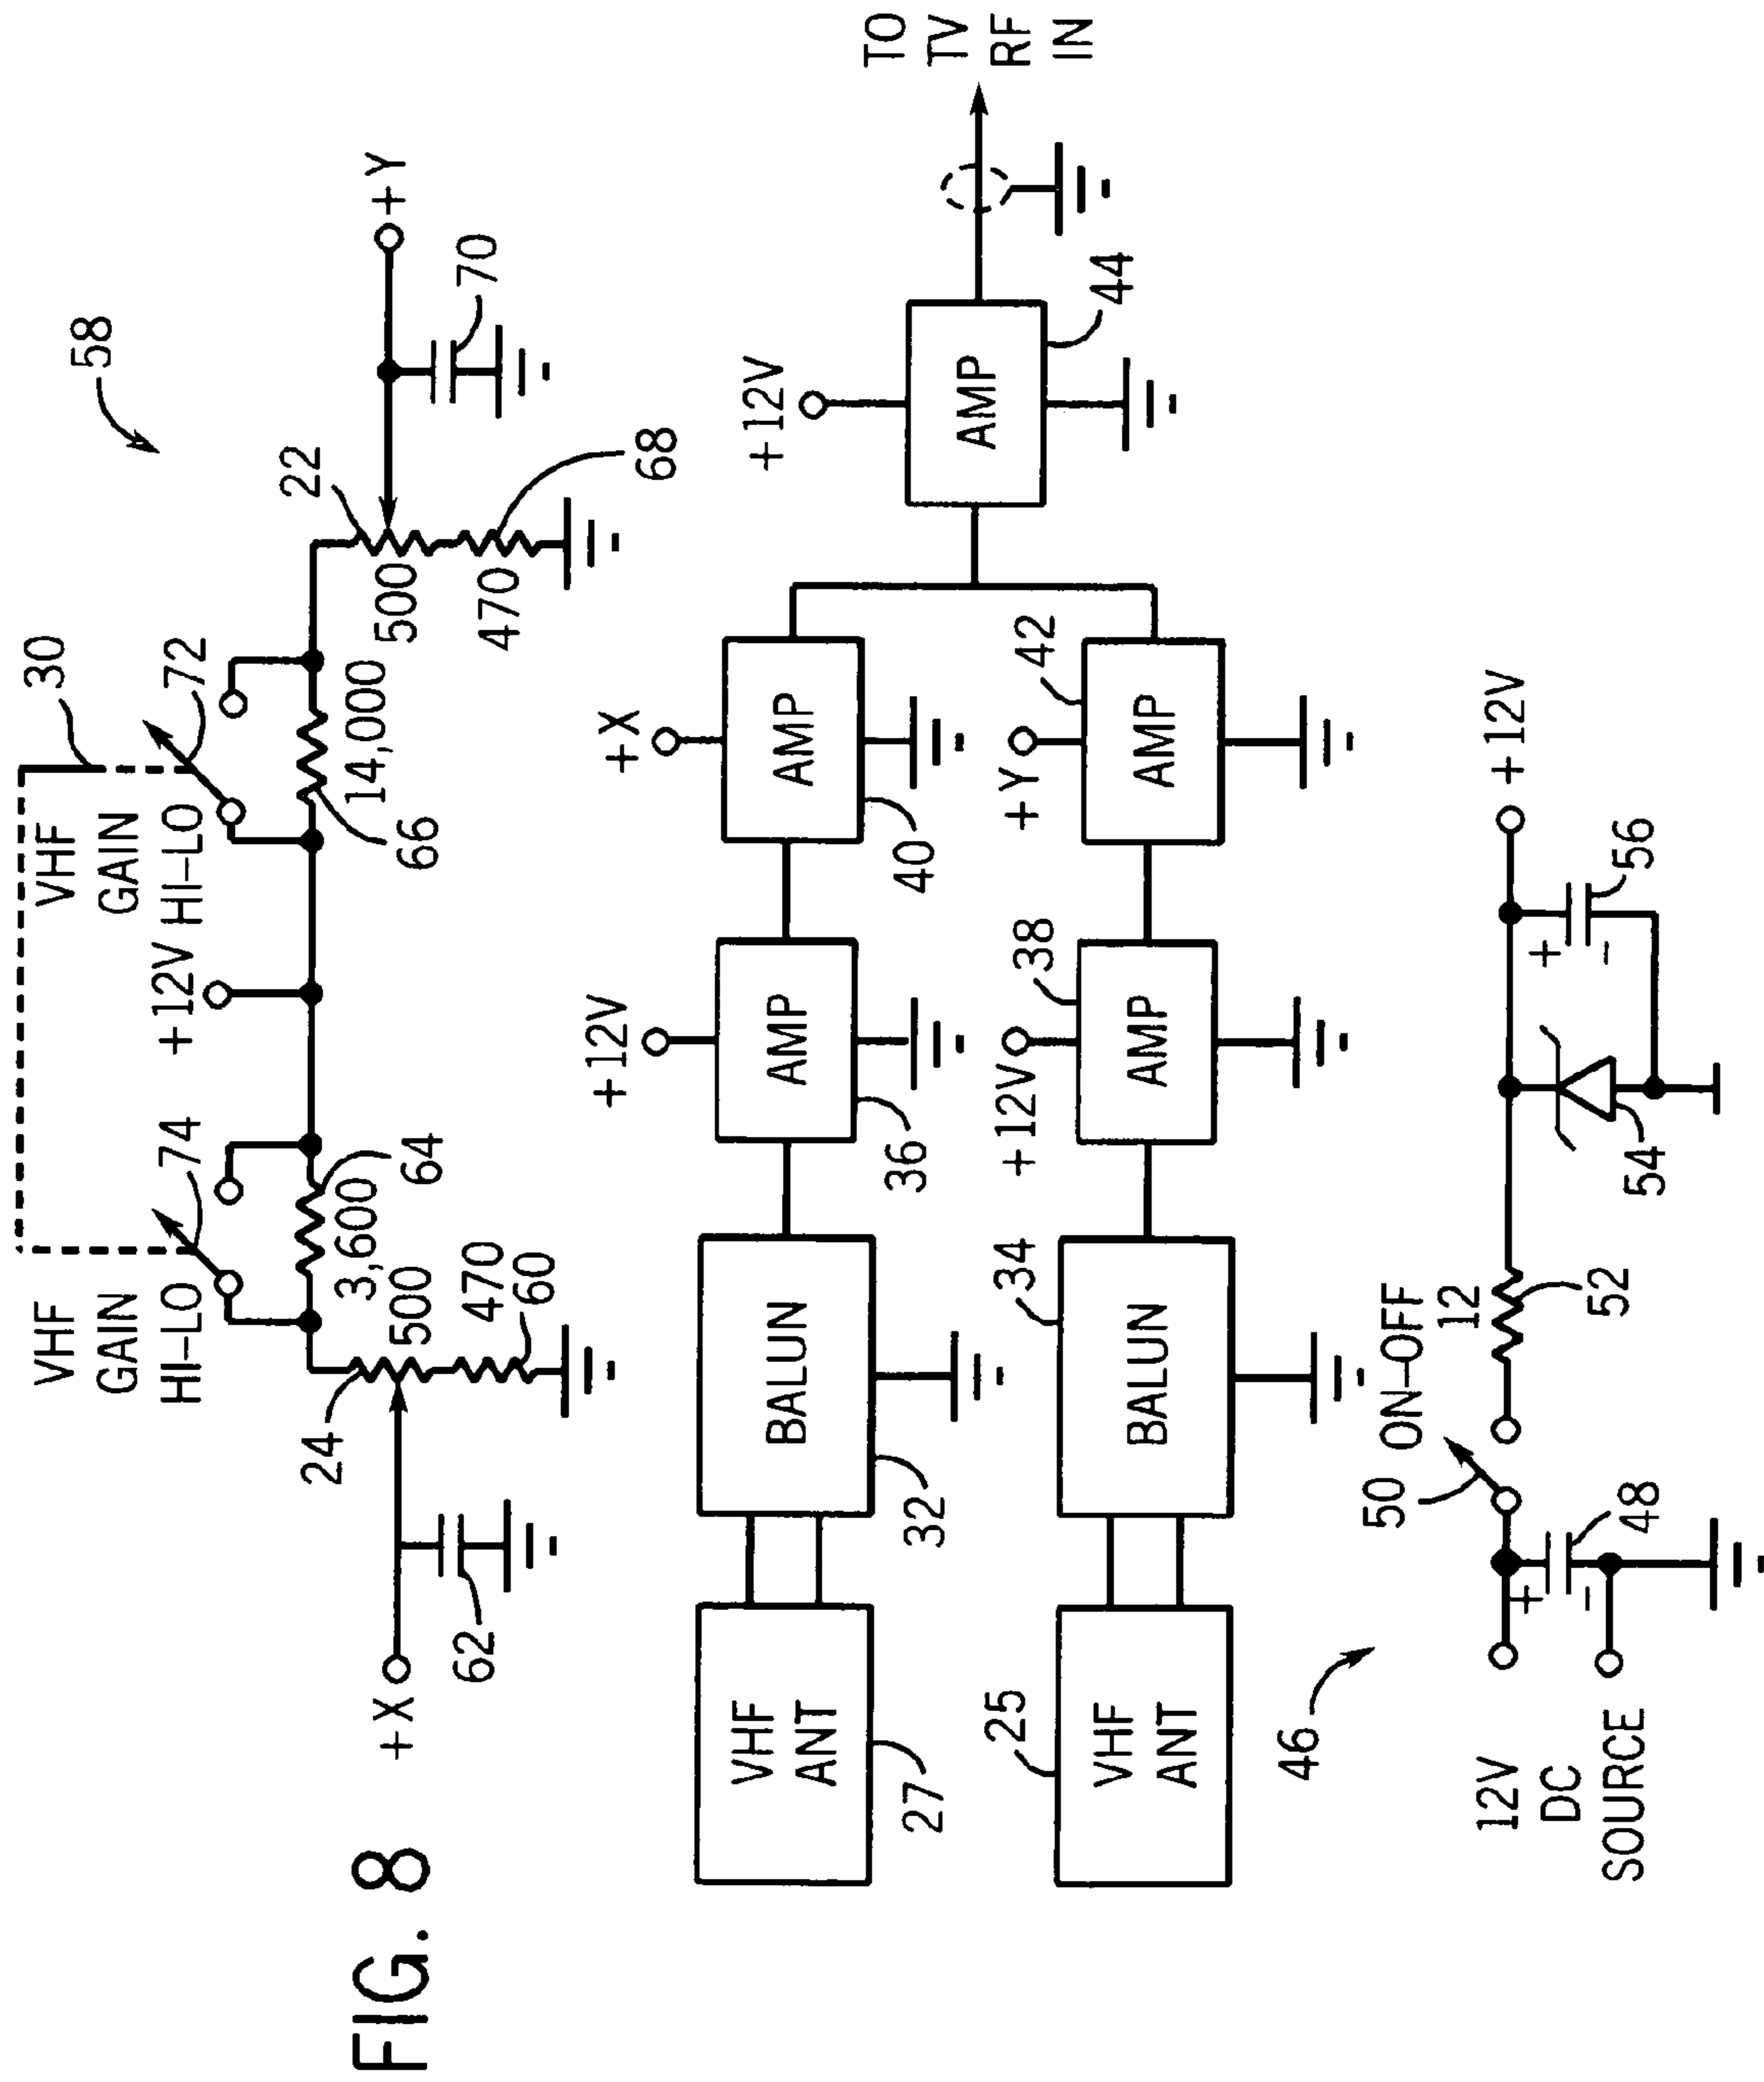 FIG. 8
58
30
VHF
GAIN
HI-LO
74
+12V
VHF
GAIN
HI-LO
72
24
500
3,600
64
66
14,000
22
500
+Y
+X
62
470
60
470
68
70
+12V
+X
+12V
VHF
ANT
27
BALUN
32
AMP
36
AMP
40
AMP
44
TO
TV
RF
IN
25
VHF
ANT
34
BALUN
+12V
38
AMP
+Y
42
AMP
46
12V
DC
SOURCE
+
-
48
50
ON-OFF
12
52
54
+
-
56
+12V